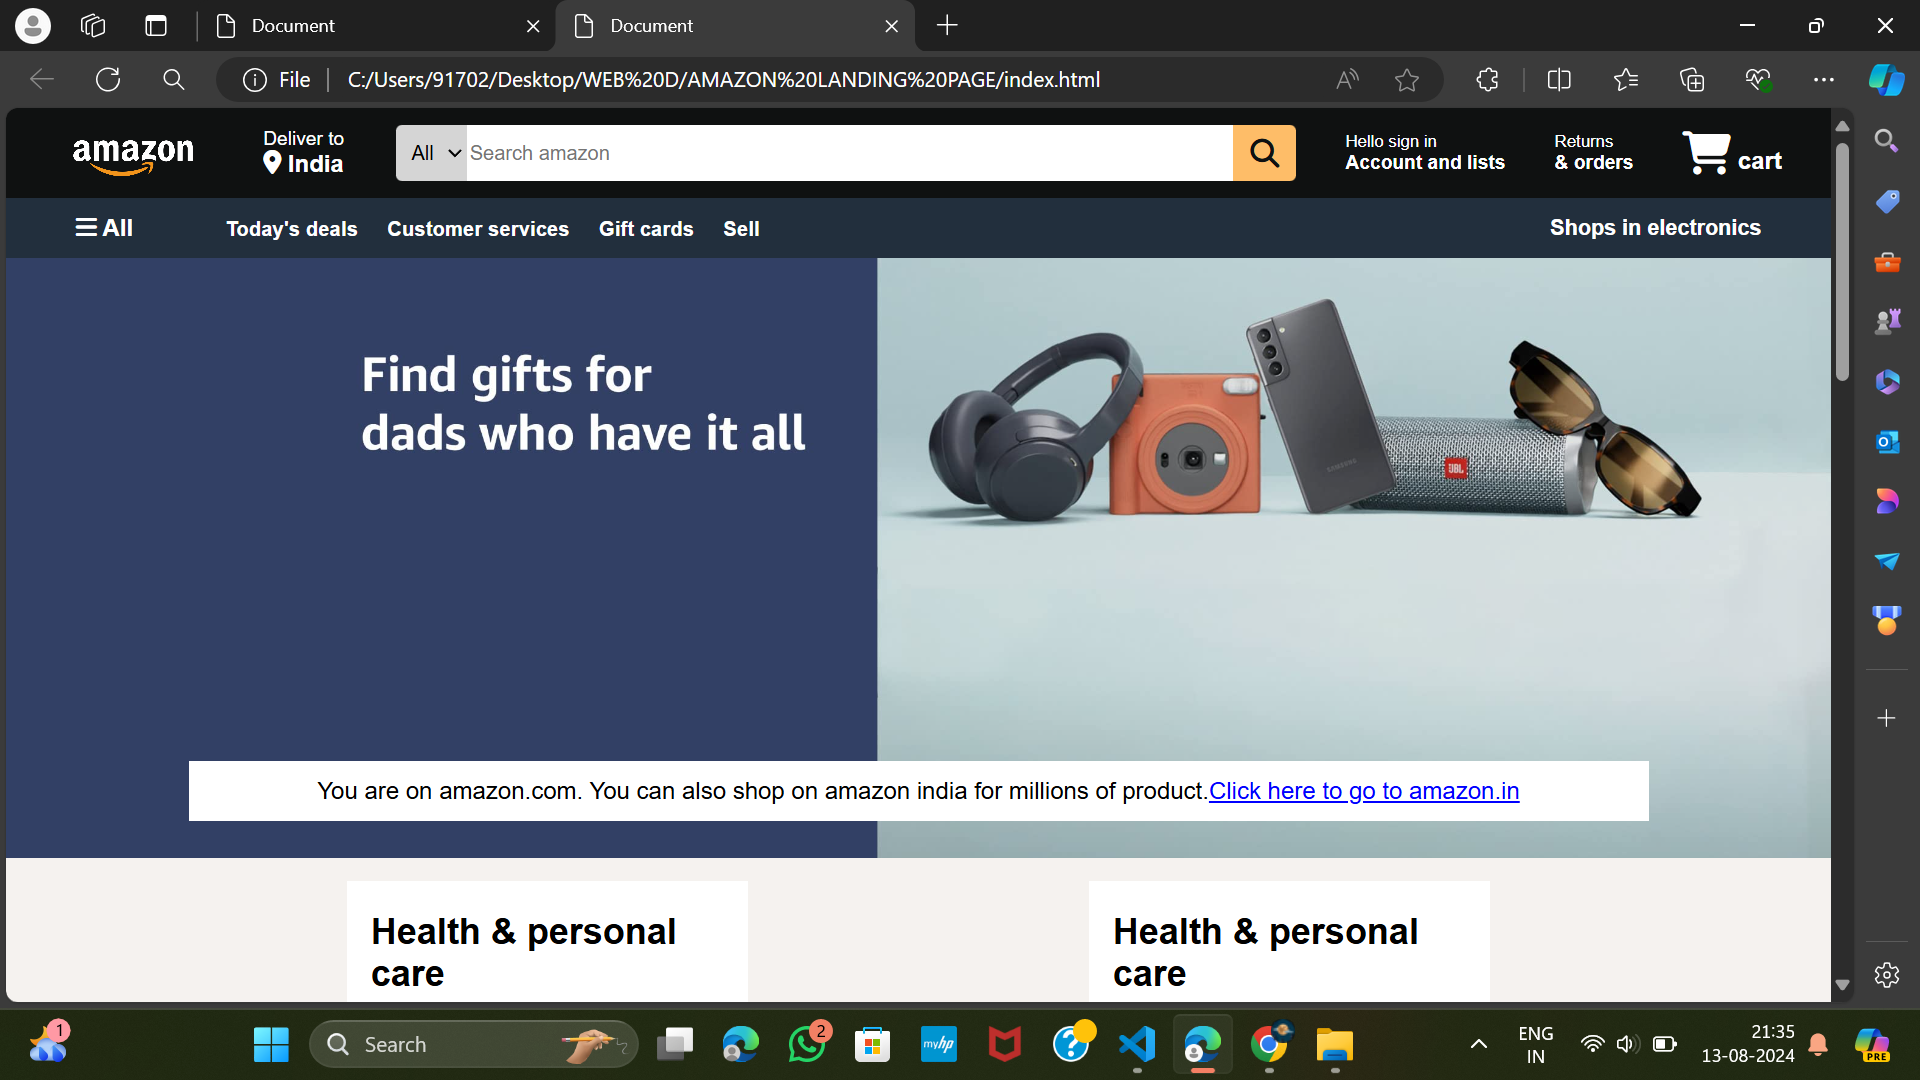 Document
Document
File
C:/Users/91702/Desktop/WEB%20D/AMAZON%20LANDING%20PAGE/index.html
amazon
Deliver to
India
All
Search amazon
Hello sign in
Account and lists
Returns
& orders
cart
All
Today's deals
Customer services
Gift cards
Sell
Shops in electronics
Find gifts for
dads who have it all
SAMSUNG
JBL
You are on amazon.com. You can also shop on amazon india for millions of product.Click here to go to amazon.in
Health & personal
care
Health & personal
care
1
Search
2
myhp
ENG
IN
21:35
13-08-2024
PRE